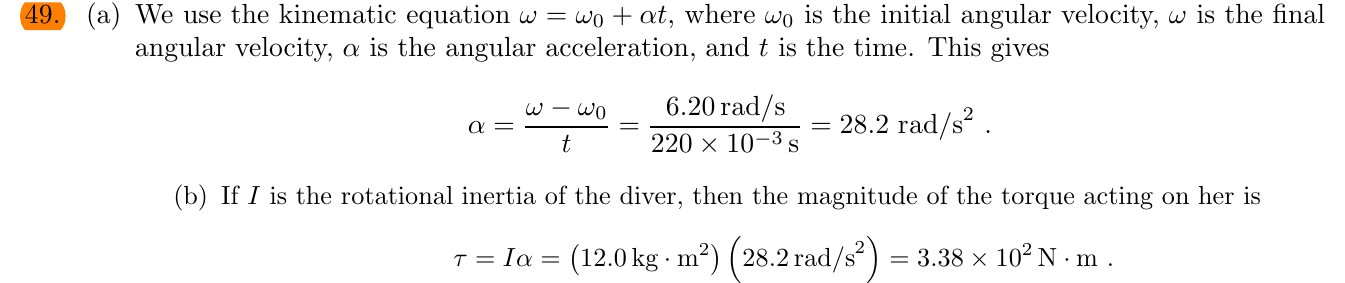 49. (a) We use the kinematic equation ω = ω₀ + αt, where ω₀ is the initial angular velocity, ω is the final
angular velocity, α is the angular acceleration, and t is the time. This gives
α = (ω − ω₀)/t = (6.20 rad/s)/(220 × 10⁻³ s) = 28.2 rad/s² .
(b) If I is the rotational inertia of the diver, then the magnitude of the torque acting on her is
τ = Iα = (12.0 kg · m²) (28.2 rad/s²) = 3.38 × 10² N · m .